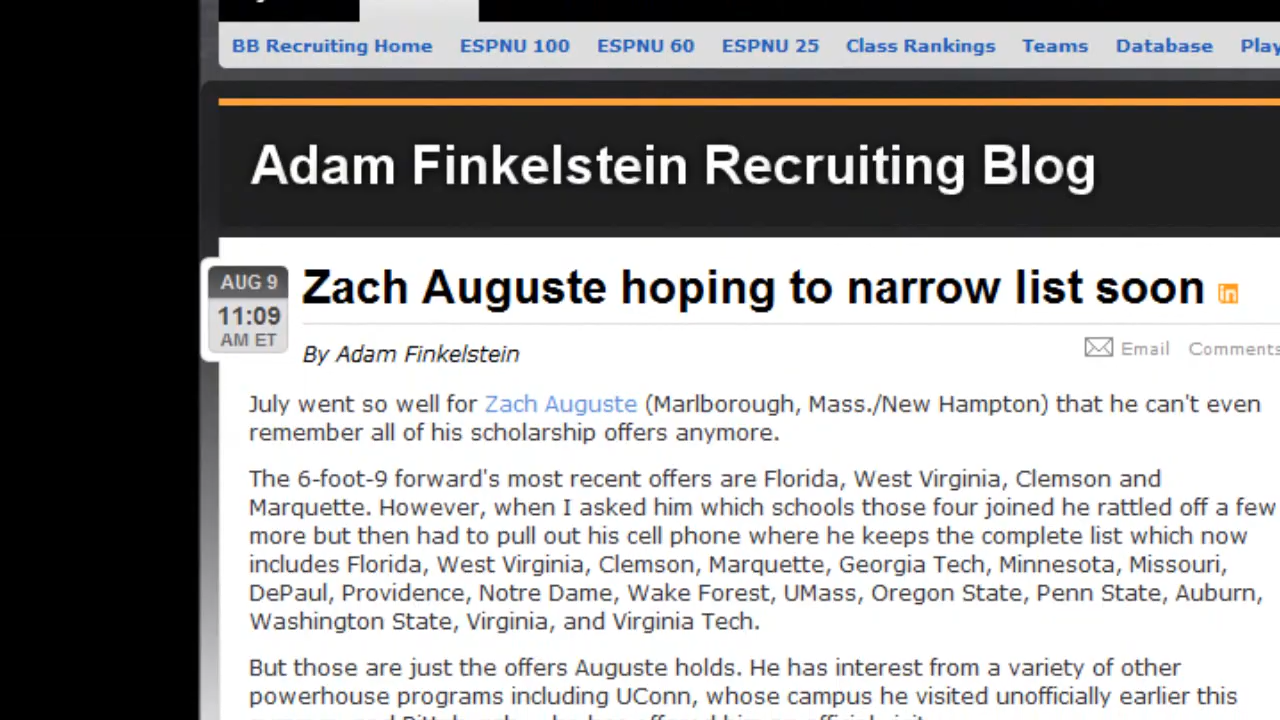 BB Recruiting Home ESPNU 100 ESPNU 60 ESPNU 25 Class Rankings Teams Database
Adam Finkelstein Recruiting Blog
AUG 9
11:09
AM ET
Zach Auguste hoping to narrow list soon
By Adam Finkelstein
Email Comments
July went so well for Zach Auguste (Marlborough, Mass./New Hampton) that he can't even
remember all of his scholarship offers anymore.
The 6-foot-9 forward's most recent offers are Florida, West Virginia, Clemson and
Marquette. However, when I asked him which schools those four joined he rattled off a few
more but then had to pull out his cell phone where he keeps the complete list which now
includes Florida, West Virginia, Clemson, Marquette, Georgia Tech, Minnesota, Missouri,
DePaul, Providence, Notre Dame, Wake Forest, UMass, Oregon State, Penn State, Auburn,
Washington State, Virginia, and Virginia Tech.
But those are just the offers Auguste holds. He has interest from a variety of other
powerhouse programs including UConn, whose campus he visited unofficially earlier this